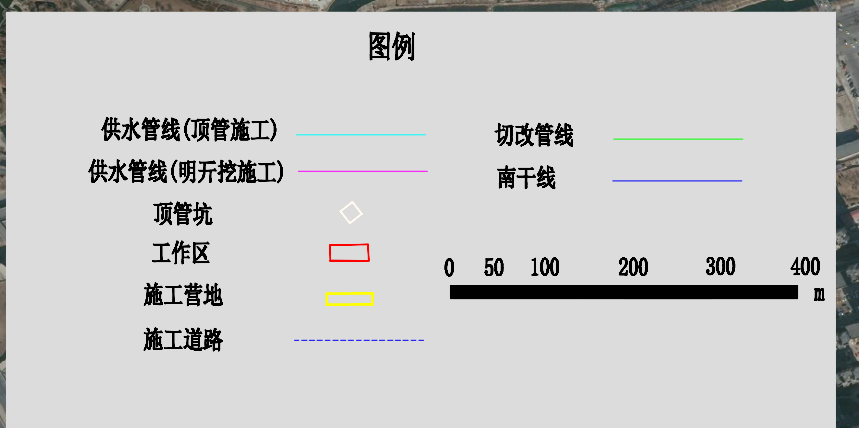 图例
供水管线(顶管施工)
供水管线(明开挖施工)
顶管坑
工作区
施工营地
施工道路
切改管线
南干线
0 50 100 200 300 400
m